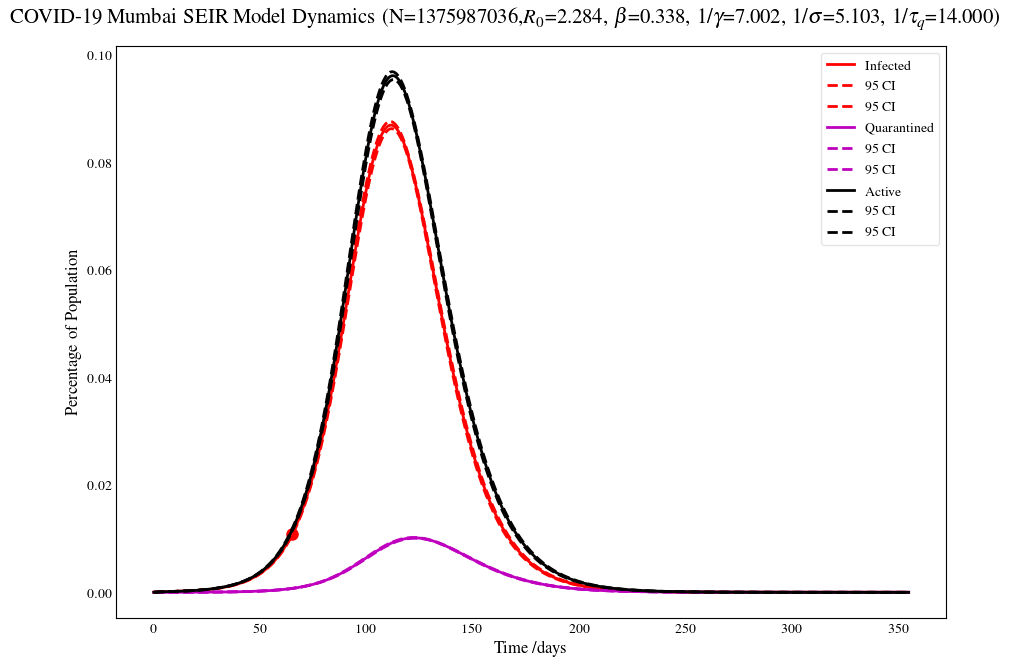 COVID-19 Mumbai SEIR Model Dynamics (N=1375987036,R₀=2.284, β=0.338, 1/γ=7.002, 1/σ=5.103, 1/τ_q=14.000)
0.10
0.08
0.06
0.04
0.02
0.00
Percentage of Population
Infected
95 CI
95 CI
Quarantined
95 CI
95 CI
Active
95 CI
95 CI
0 50 100 150 200 250 300 350
Time /days